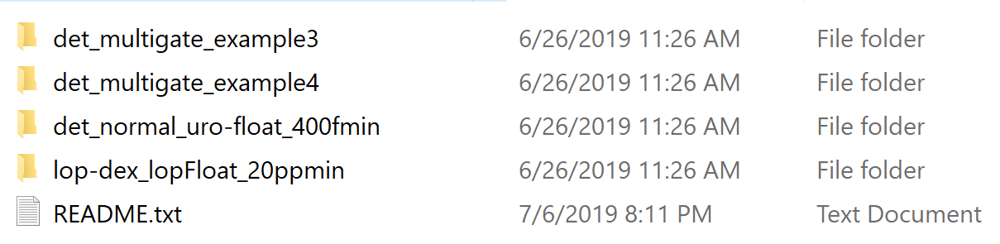 det_multigate_example3 6/26/2019 11:26 AM File folder
det_multigate_example4 6/26/2019 11:26 AM File folder
det_normal_uro-float_400fmin 6/26/2019 11:26 AM File folder
lop-dex_lopFloat_20ppmin 6/26/2019 11:26 AM File folder
README.txt 7/6/2019 8:11 PM Text Document